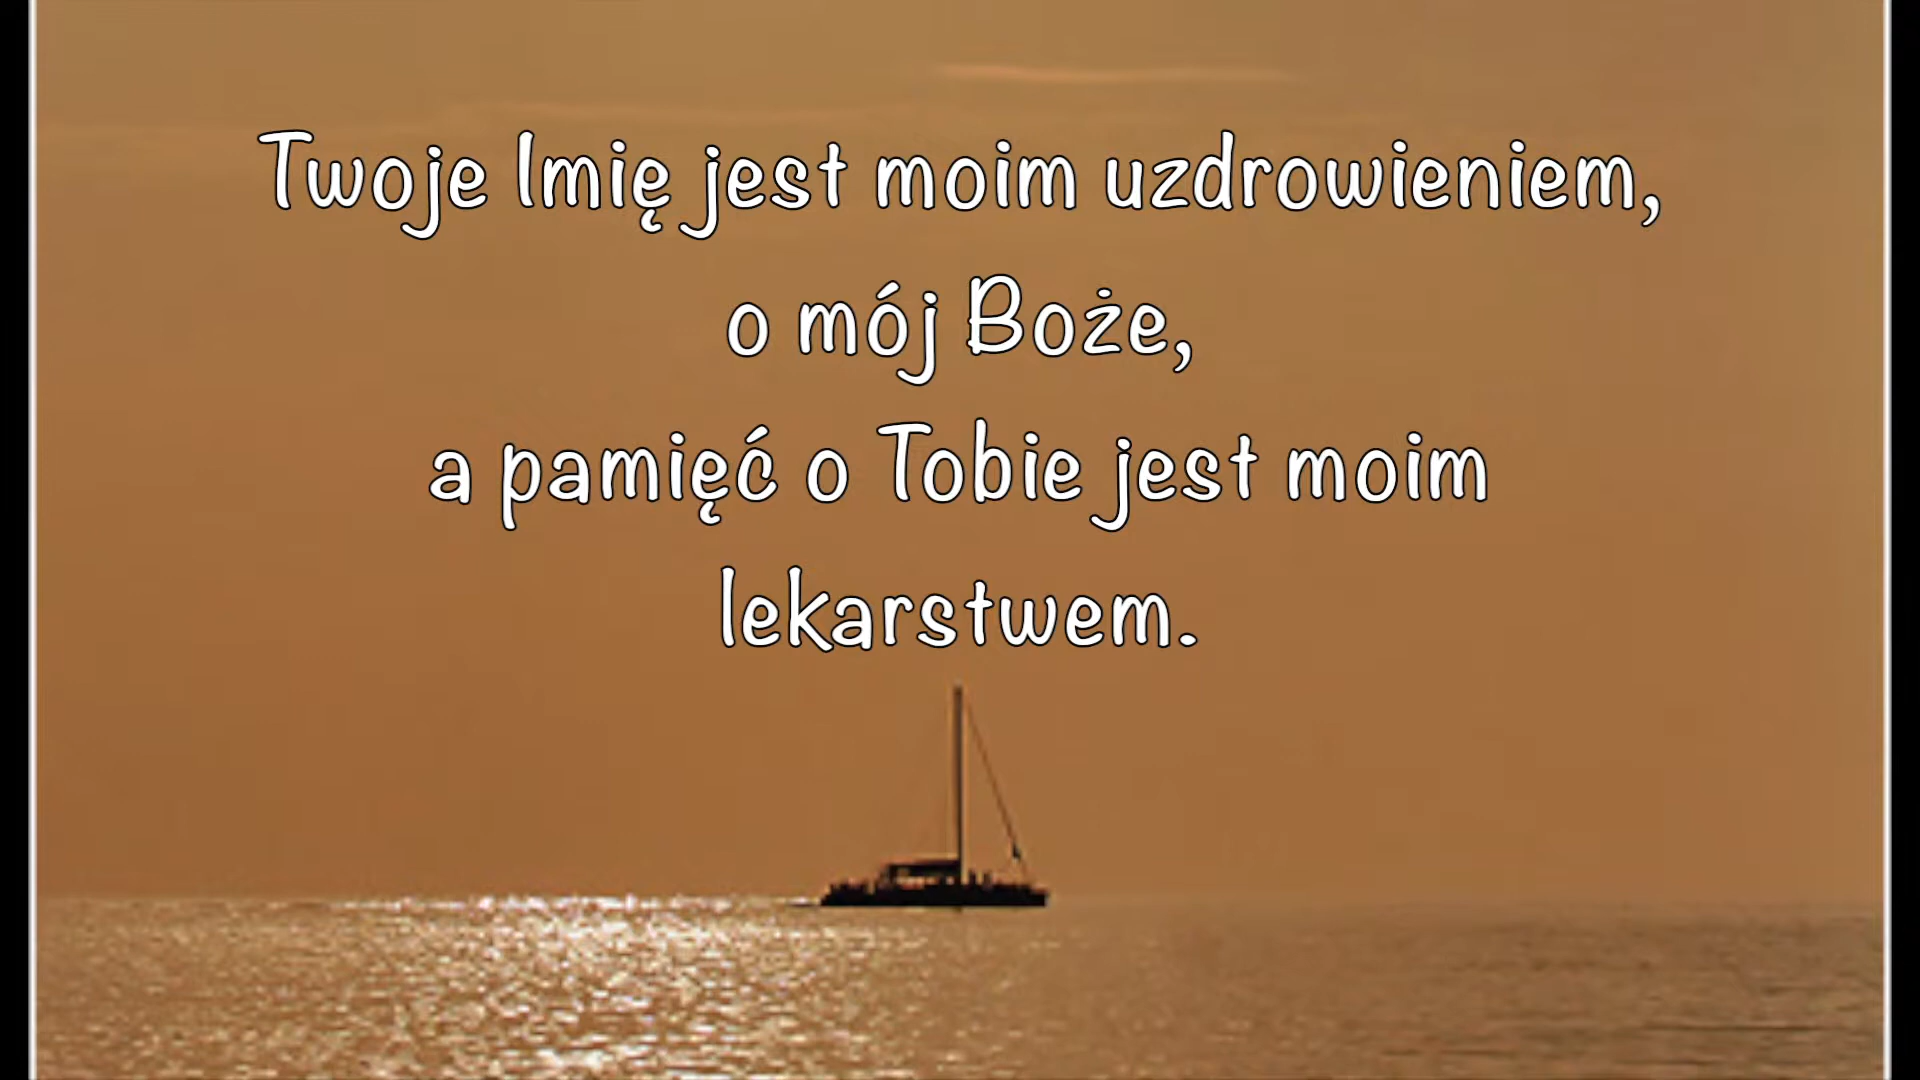 Twoje Imię jest moim uzdrowieniem,
o mój Boże,
a pamięć o Tobie jest moim
lekarstwem.